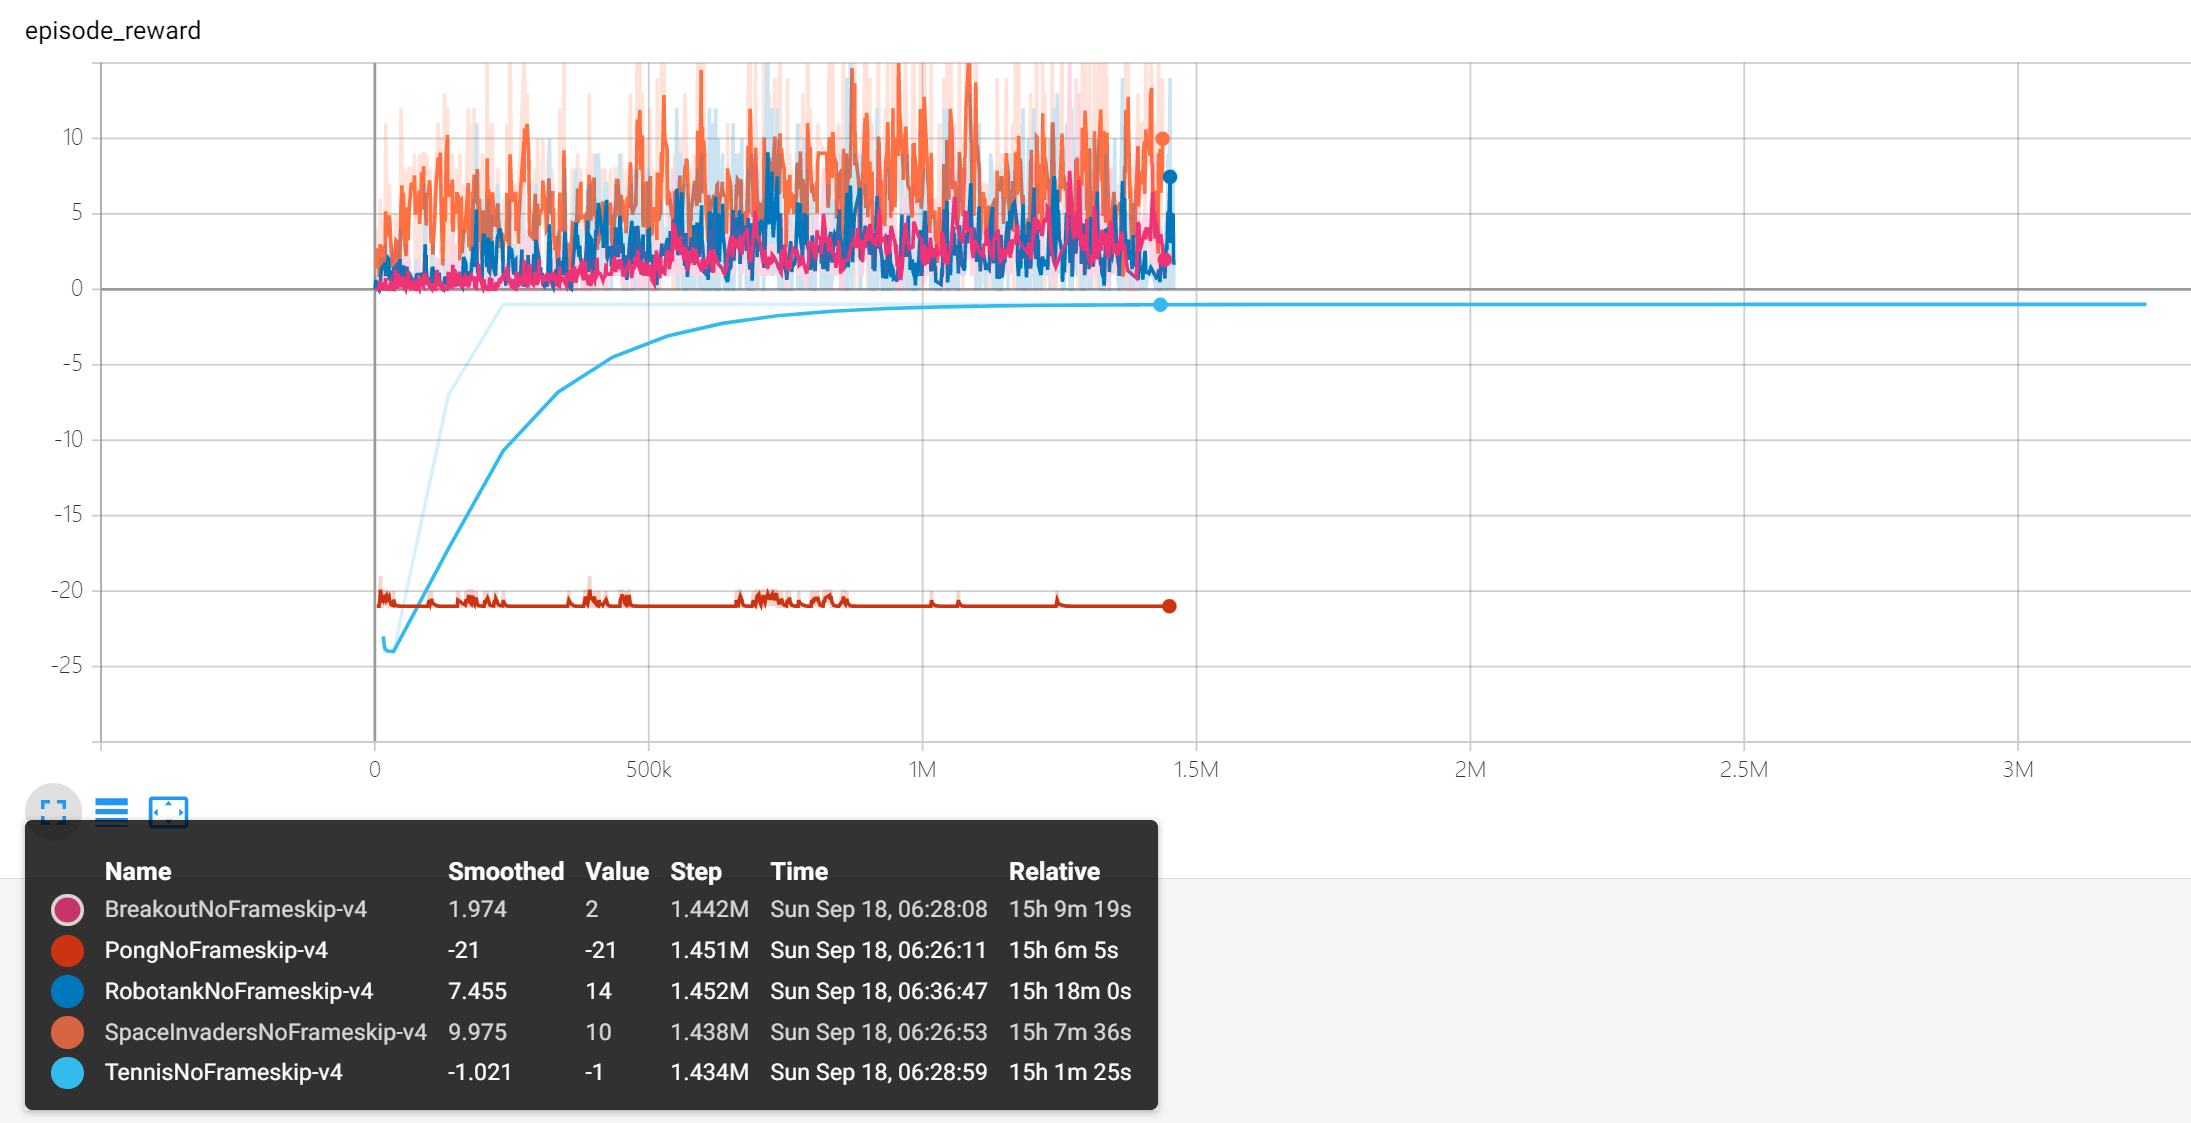 episode_reward
10
5
0
-5
-10
-15
-20
-25
0 500k 1M 1.5M 2M 2.5M 3M
Name Smoothed Value Step Time Relative
BreakoutNoFrameskip-v4 1.974 2 1.442M Sun Sep 18, 06:28:08 15h 9m 19s
PongNoFrameskip-v4 -21 -21 1.451M Sun Sep 18, 06:26:11 15h 6m 5s
RobotankNoFrameskip-v4 7.455 14 1.452M Sun Sep 18, 06:36:47 15h 18m 0s
SpaceInvadersNoFrameskip-v4 9.975 10 1.438M Sun Sep 18, 06:26:53 15h 7m 36s
TennisNoFrameskip-v4 -1.021 -1 1.434M Sun Sep 18, 06:28:59 15h 1m 25s